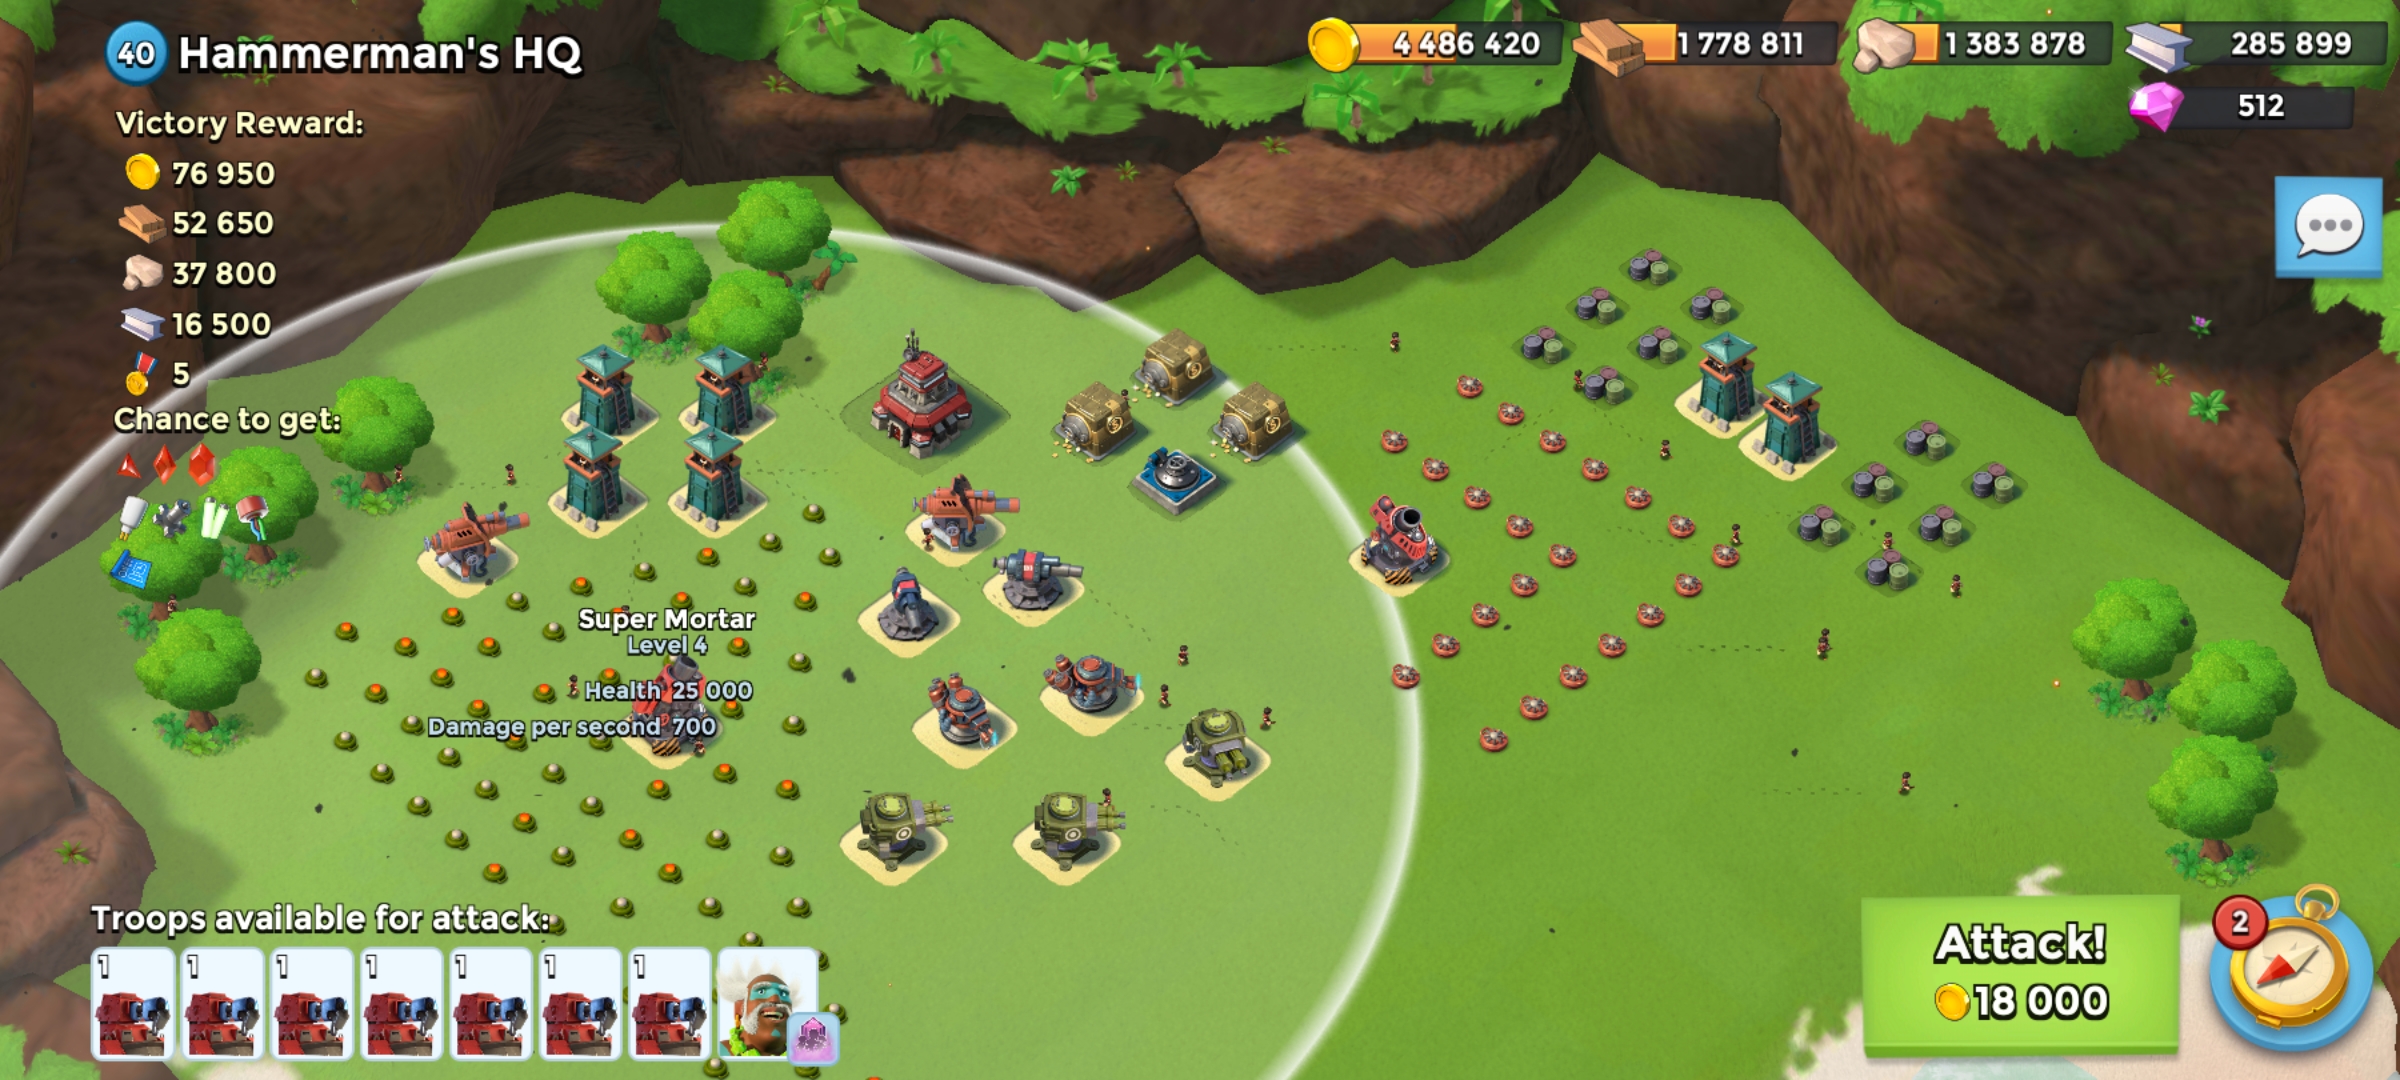 40 Hammerman's HQ
4 486 420
1 778 811
1 383 878
285 899
512
Victory Reward:
76 950
52 650
37 800
16 500
5
Chance to get:
Super Mortar
Level 4
Health 25 000
Damage per second 700
Troops available for attack:
1 1 1 1 1 1 1
Attack!
18 000
2